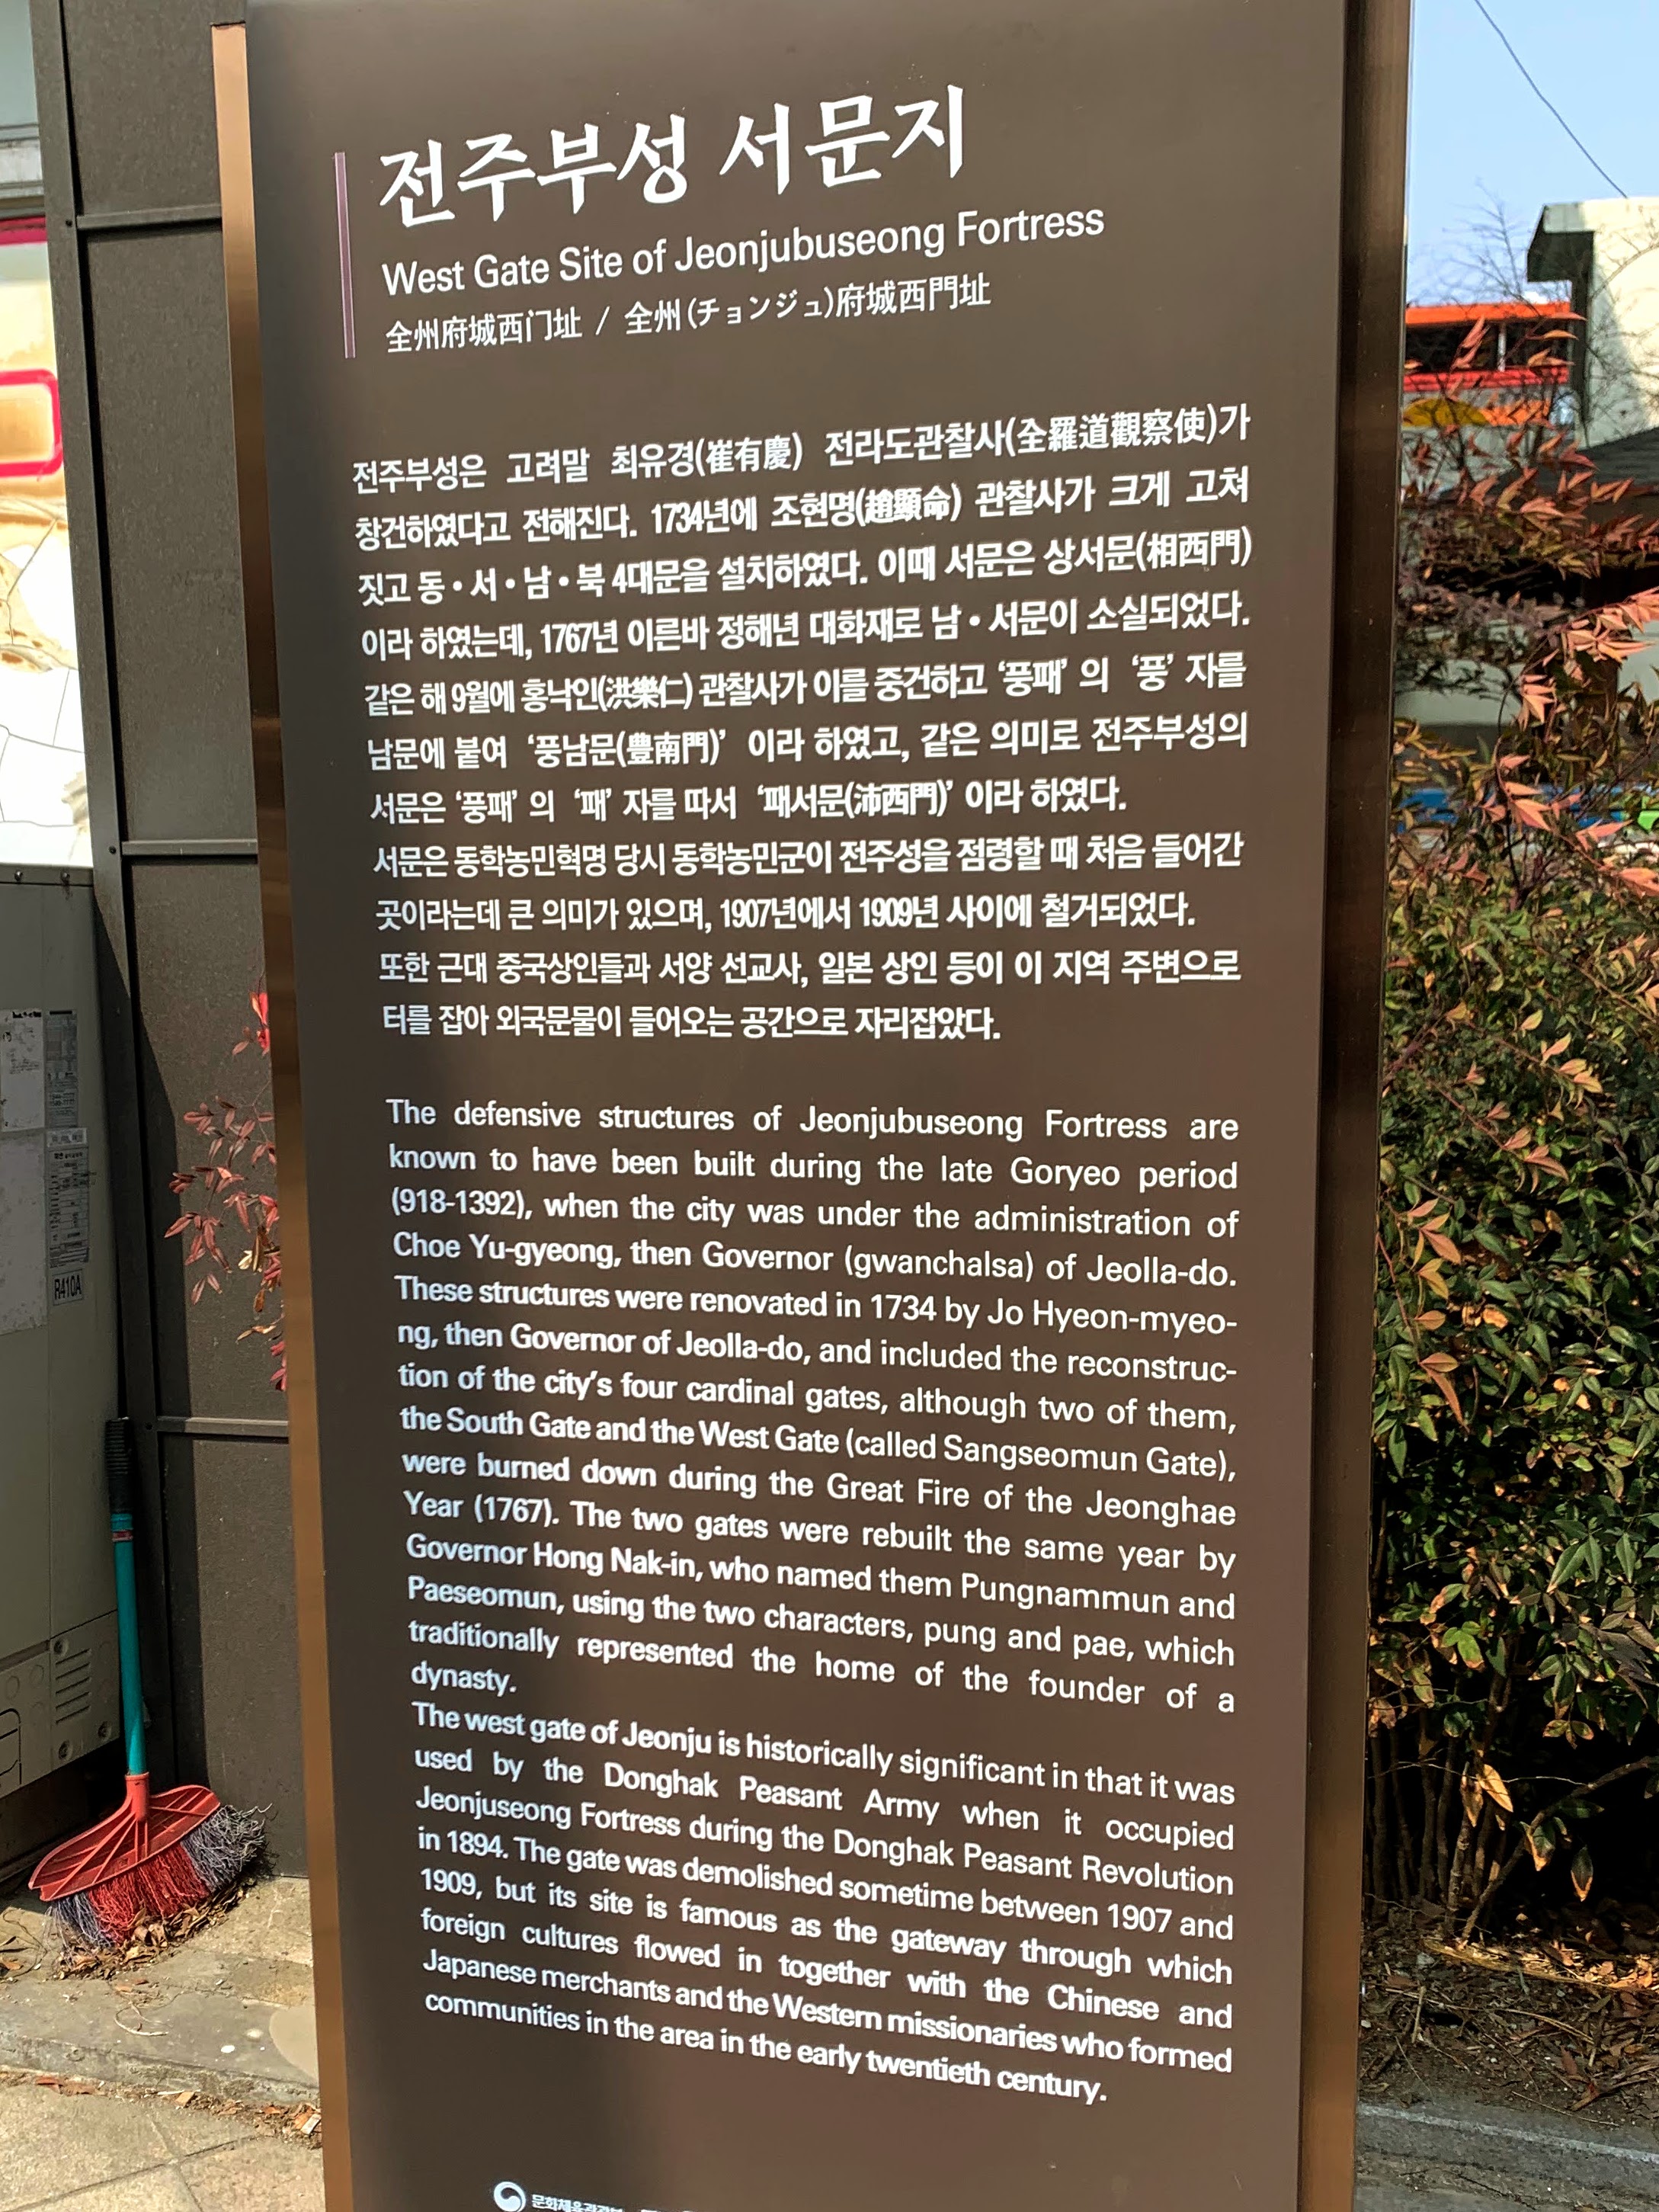 전주부성 서문지
West Gate Site of Jeonjubuseong Fortress
全州府城西门址 / 全州(チョンジュ)府城西門址
전주부성은 고려말 최유경(崔有慶) 전라도관찰사(全羅道觀察使)가
창건하였다고 전해진다. 1734년에 조현명(趙顯命) 관찰사가 크게 고쳐
짓고 동・서・남・북 4대문을 설치하였다. 이때 서문은 상서문(相西門)
이라 하였는데, 1767년 이른바 정해년 대화재로 남・서문이 소실되었다.
같은 해 9월에 홍낙인(洪樂仁) 관찰사가 이를 중건하고 ‘풍패’ 의 ‘풍’ 자를
남문에 붙여 ‘풍남문(豊南門)’ 이라 하였고, 같은 의미로 전주부성의
서문은 ‘풍패’ 의 ‘패’ 자를 따서 ‘패서문(沛西門)’ 이라 하였다.
서문은 동학농민혁명 당시 동학농민군이 전주성을 점령할 때 처음 들어간
곳이라는데 큰 의미가 있으며, 1907년에서 1909년 사이에 철거되었다.
또한 근대 중국상인들과 서양 선교사, 일본 상인 등이 이 지역 주변으로
터를 잡아 외국문물이 들어오는 공간으로 자리잡았다.
The defensive structures of Jeonjubuseong Fortress are
known to have been built during the late Goryeo period
(918-1392), when the city was under the administration of
Choe Yu-gyeong, then Governor (gwanchalsa) of Jeolla-do.
These structures were renovated in 1734 by Jo Hyeon-myeo-
ng, then Governor of Jeolla-do, and included the reconstruc-
tion of the city’s four cardinal gates, although two of them,
the South Gate and the West Gate (called Sangseomun Gate),
were burned down during the Great Fire of the Jeonghae
Year (1767). The two gates were rebuilt the same year by
Governor Hong Nak-in, who named them Pungnammun and
Paeseomun, using the two characters, pung and pae, which
traditionally represented the home of the founder of a
dynasty.
The west gate of Jeonju is historically significant in that it was
used by the Donghak Peasant Army when it occupied
Jeonjuseong Fortress during the Donghak Peasant Revolution
in 1894. The gate was demolished sometime between 1907 and
1909, but its site is famous as the gateway through which
foreign cultures flowed in together with the Chinese and
Japanese merchants and the Western missionaries who formed
communities in the area in the early twentieth century.
문화체육관광부
R410A